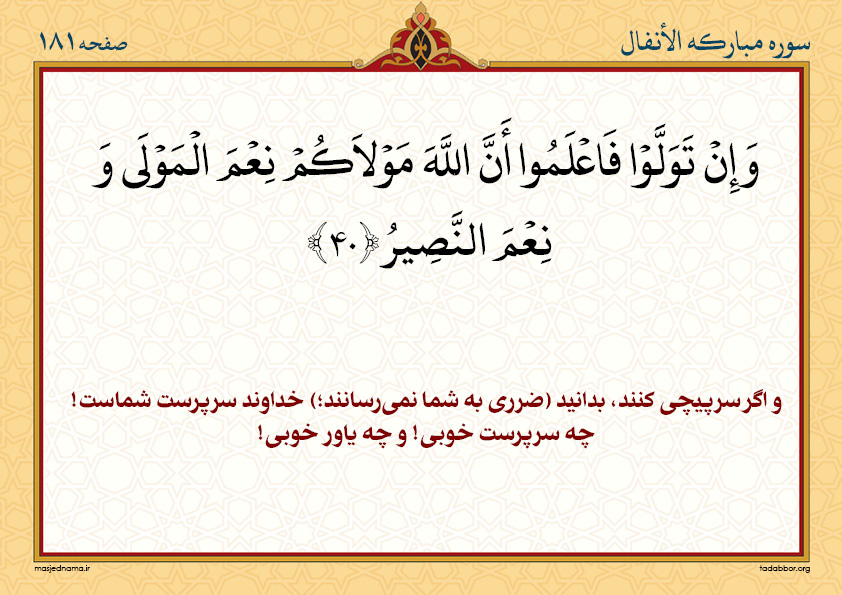 سوره مبارکه الأنفال
صفحه ۱۸۱
وَإِنْ تَوَلَّوْا فَاعْلَمُوا أَنَّ اللَّهَ مَوْلَاكُمْ نِعْمَ الْمَوْلَى وَ
نِعْمَ النَّصِيرُ ﴿۴۰﴾
و اگر سرپیچی کنند، بدانید (ضرری به شما نمی‌رسانند؛) خداوند سرپرست شماست!
چه سرپرست خوبی! و چه یاور خوبی!
masjednama.ir
tadabbor.org